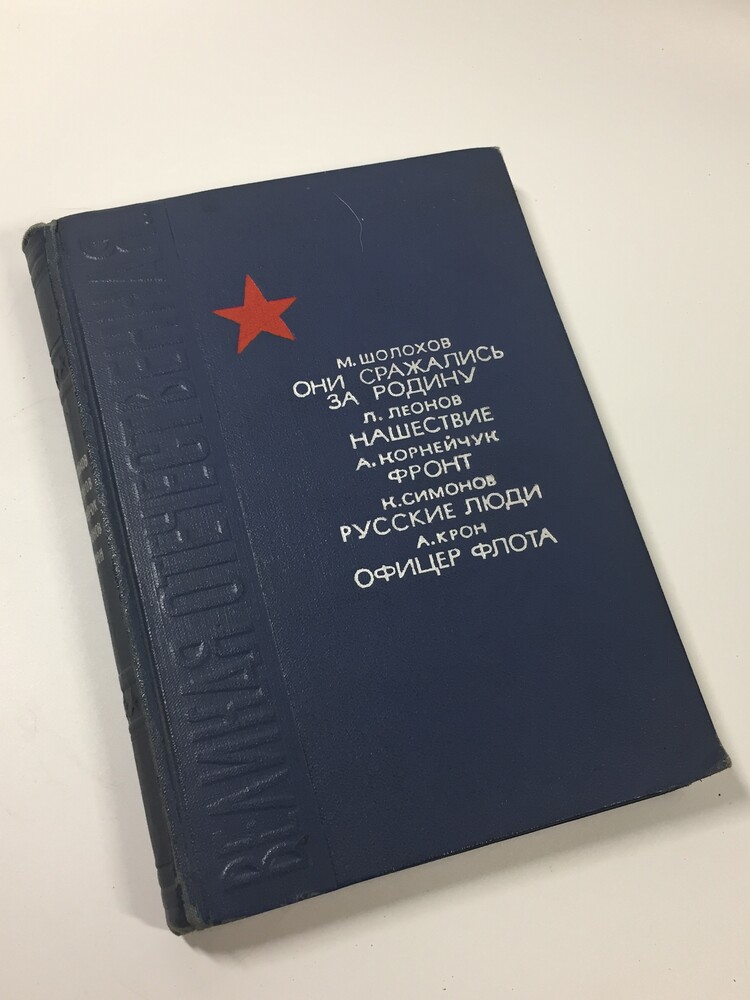 ВЕЛИКАЯ ОТЕЧЕСТВЕННАЯ
М. ШОЛОХОВ
ОНИ СРАЖАЛИСЬ
ЗА РОДИНУ
Л. ЛЕОНОВ
НАШЕСТВИЕ
А. КОРНЕЙЧУК
ФРОНТ
К. СИМОНОВ
РУССКИЕ ЛЮДИ
А. КРОН
ОФИЦЕР ФЛОТА